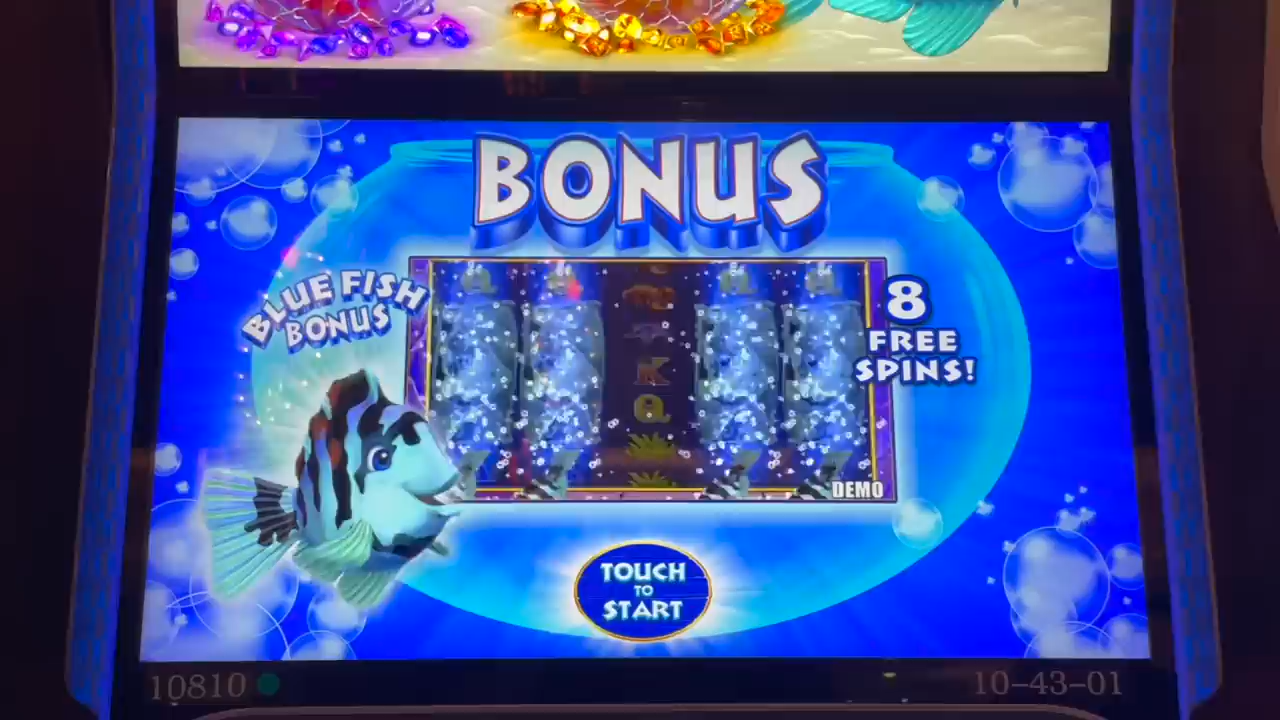 BONUS
BLUE FISH
BONUS
8
FREE
SPINS!
K
Q
DEMO
TOUCH
TO
START
10810
10-43-01